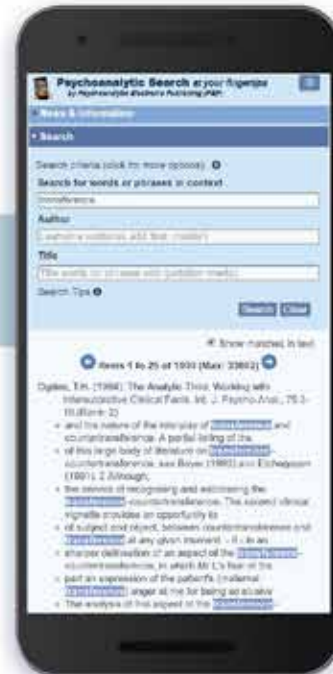 Psychoanalytic Search at your fingertips
by Psychoanalytic Electronic Publishing (PEP)
News & Information
Search
Search criteria (click for more options)
Search for words or phrases in context
transference
Author
Title
Search Tips
Search Clear
Show matches in text
Items 1 to 25 of 1000 (Max: 33602)
Ogden, T.H. (1994). The Analytic Third: Working with
Intersubjective Clinical Facts. Int. J. Psycho-Anal., 75:3-
and the nature of the interplay of transference and
countertransference. A partial listing of the
of this large body of literature on transference-
countertransference, see Boyer (1993) and Etchegoyen
(1991). 2 Although,
the service of recognising and addressing the
transference-countertransference. The second clinical
vignette provides an opportunity to
of subject and object, between countertransference and
transference at any given moment
sharper delineation of an aspect of the transference-
countertransference, in which Mr L's fear of the
part an expression of the patient's (maternal
transference) anger at me for being so
The analysis of this aspect of the transference-